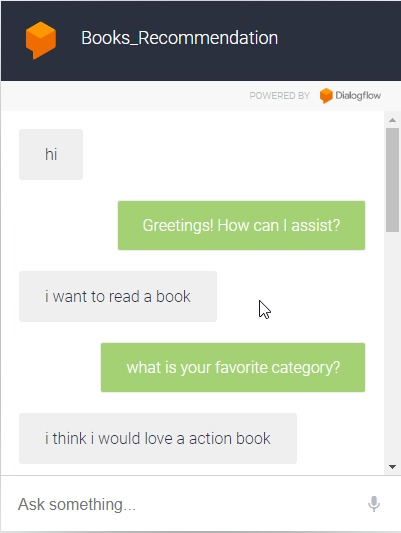 Books_Recommendation
POWERED BY Dialogflow
hi
Greetings! How can I assist?
i want to read a book
what is your favorite category?
i think i would love a action book
Ask something...